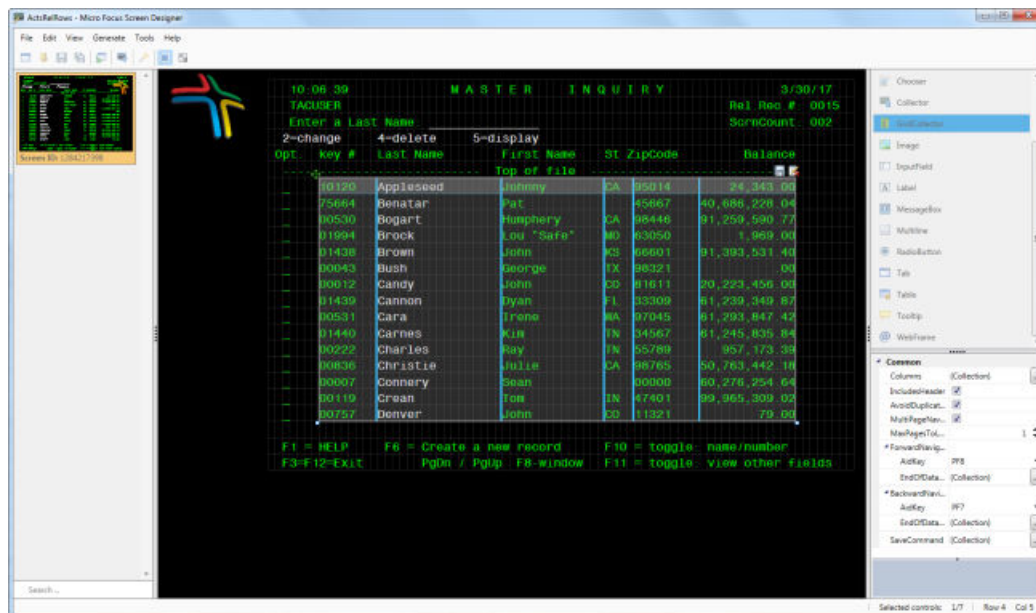 ActsRelRows - Micro Focus Screen Designer
File Edit View Generate Tools Help
10:06:39 MASTER INQUIRY 3/30/17
TACUSER Rel Rec # 0015
Enter a Last Name ScrnCount 002
2=change 4=delete 5=display
Opt. key # Last Name First Name St ZipCode Balance
Top of file
10120 Appleseed Johnny CA 95014 24,343.00
75664 Benatar Pat 45667 40,686,228.04
00530 Bogart Humphery CA 98446 91,259,590.77
01994 Brock Lou "Safe" MO 63050 1,969.00
01438 Brown John KS 66601 91,393,531.40
00043 Bush George TX 98321 .00
00012 Candy John CO 81611 20,223,456.00
01439 Cannon Dyan FL 33309 61,239,349.87
00531 Cara Irene MA 97045 61,293,847.42
01440 Carnes Kim TN 34567 61,245,835.84
00222 Charles Ray TN 55789 957,173.39
00836 Christie Julie CA 98765 50,763,442.18
00007 Connery Sean 00000 60,276,254.64
00119 Crean Tom IN 47401 99,965,309.02
00757 Denver John CO 11321 79.00
F1 = HELP F6 = Create a new record F10 = toggle- name/number
F3=F12=Exit PgDn / PgUp F8-window F11 = toggle- view other fields
Screen ID: 1284217398
Search ...
Chooser
Collector
GridCollector
Image
InputField
Label
MessageBox
Multiline
RadioButton
Tab
Table
Tooltip
WebFrame
Common
Columns (Collection)
IncludedHeader
AvoidDuplicat...
MultiPageNav...
MaxPagesToL... 1
ForwardNavig...
AidKey PF8
EndOfData... (Collection)
BackwardNavi...
AidKey PF7
EndOfData... (Collection)
SaveCommand (Collection)
Selected controls: 1/7 Row 4 Col 5